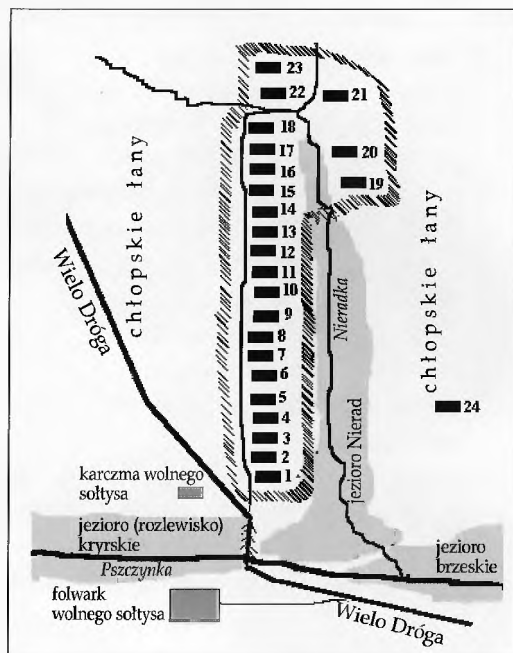 23
22
21
18
17
20
16
19
15
14
13
12
11
10
9
8
7
6
5
4
3
2
1
24
chłopskie łany
Wielo Dróga
Nieradka
chłopskie łany
jezioro Nierad
karczma wolnego
sołtysa
jezioro (rozlewisko)
kryrskie
Pszczynka
jezioro
brzeskie
folwark
wolnego sołtysa
Wielo Dróga